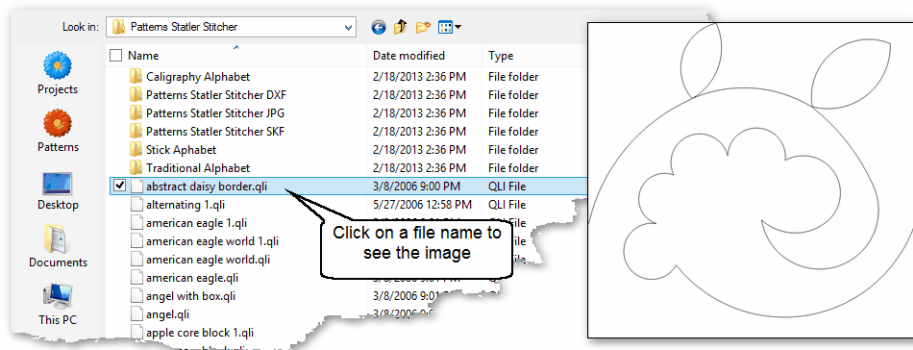 Look in: Patterns Statler Stitcher
Name Date modified Type
Projects
Patterns
Desktop
Documents
This PC
Caligraphy Alphabet 2/18/2013 2:36 PM File folder
Patterns Statler Stitcher DXF 2/18/2013 2:36 PM File folder
Patterns Statler Stitcher JPG 2/18/2013 2:36 PM File folder
Patterns Statler Stitcher SKF 2/18/2013 2:36 PM File folder
Stick Aphabet 2/18/2013 2:36 PM File folder
Traditional Alphabet 2/18/2013 2:36 PM File folder
abstract daisy border.qli 3/8/2006 9:00 PM QLI File
alternating 1.qli 5/27/2006 12:58 PM QLI File
american eagle 1.qli
american eagle world 1.qli
american eagle world.qli
american eagle.qli
angel with box.qli 3/8/2006 9:01
angel.qli
apple core block 1.qli
Click on a file name to
see the image